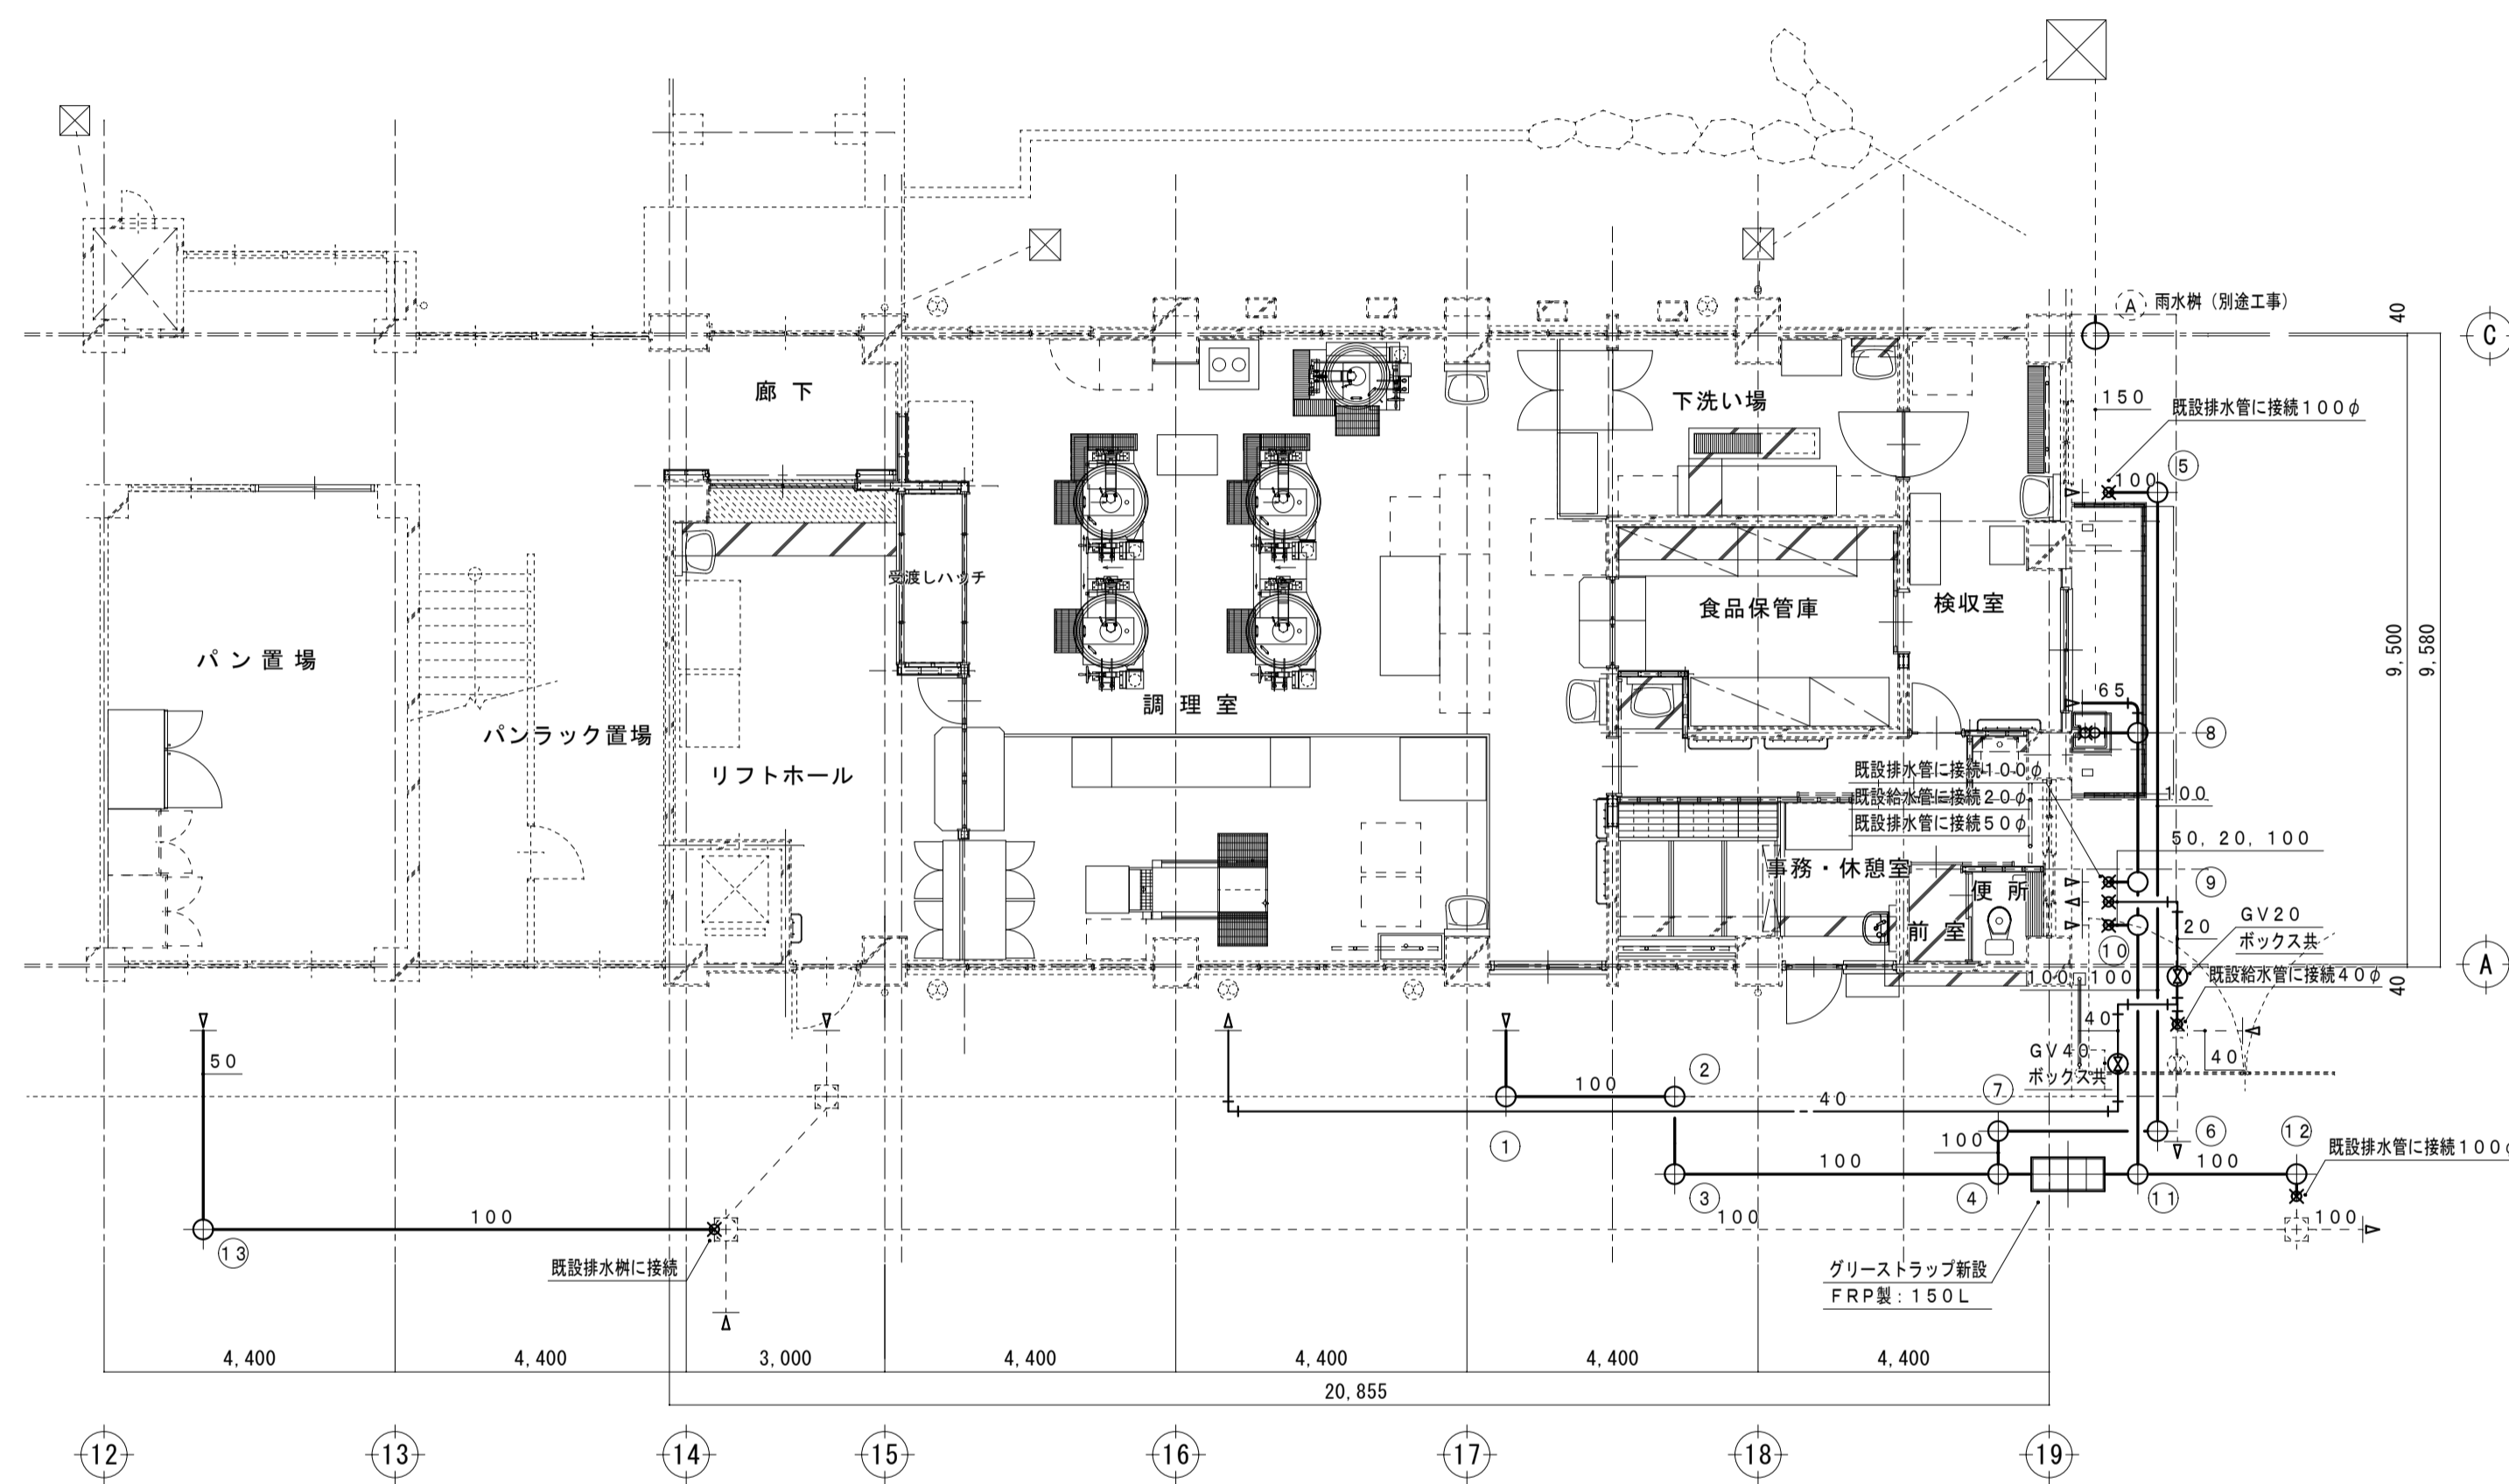 Ⓐ 雨水桝（別途工事）
40
C
廊 下
下洗い場
150
既設排水管に接続100φ
5
100
受渡しハッチ
食品保管庫
検収室
9,500
9,580
パン置場
65
調 理 室
パンラック置場
8
リフトホール
既設排水管に接続100φ
既設給水管に接続20φ
既設排水管に接続50φ
100
50, 20, 100
事務・休憩室
便 所
9
GV20
ボックス共
前 室
20
10
A
100
100
既設給水管に接続40φ
40
40
GV40
ボックス共
40
50
2
100
7
40
1
6
12
100
既設排水管に接続100φ
100
100
3
4
11
100
100
100
13
既設排水桝に接続
グリーストラップ新設
FRP製：150L
4,400
4,400
3,000
4,400
4,400
4,400
4,400
20,855
12
13
14
15
16
17
18
19